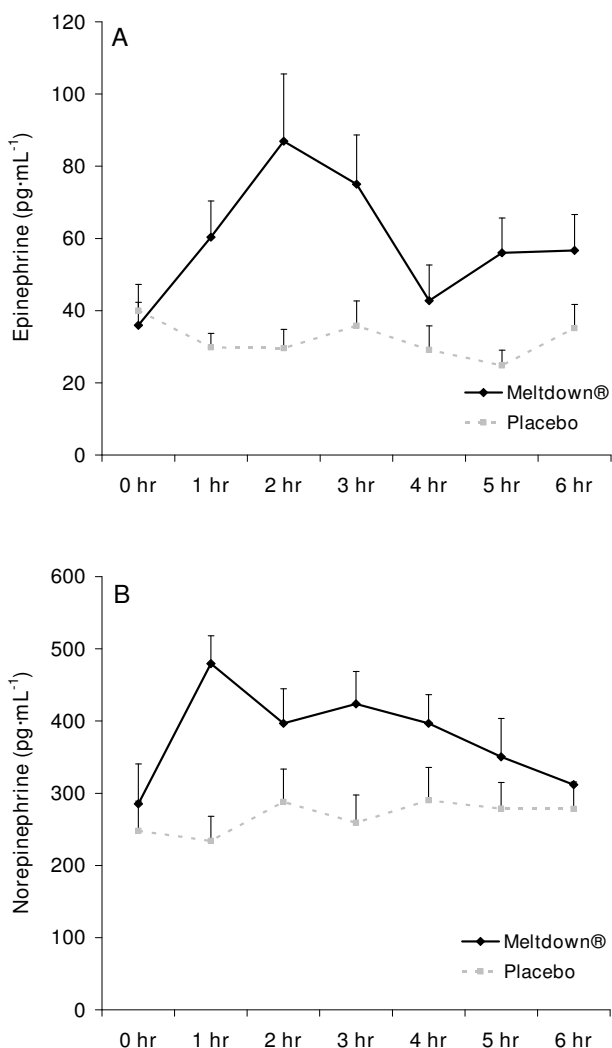 A
120
100
80
60
40
20
0
Epinephrine (pg·mL⁻¹)
Meltdown®
Placebo
0 hr 1 hr 2 hr 3 hr 4 hr 5 hr 6 hr
B
600
500
400
300
200
100
0
Norepinephrine (pg·mL⁻¹)
Meltdown®
Placebo
0 hr 1 hr 2 hr 3 hr 4 hr 5 hr 6 hr